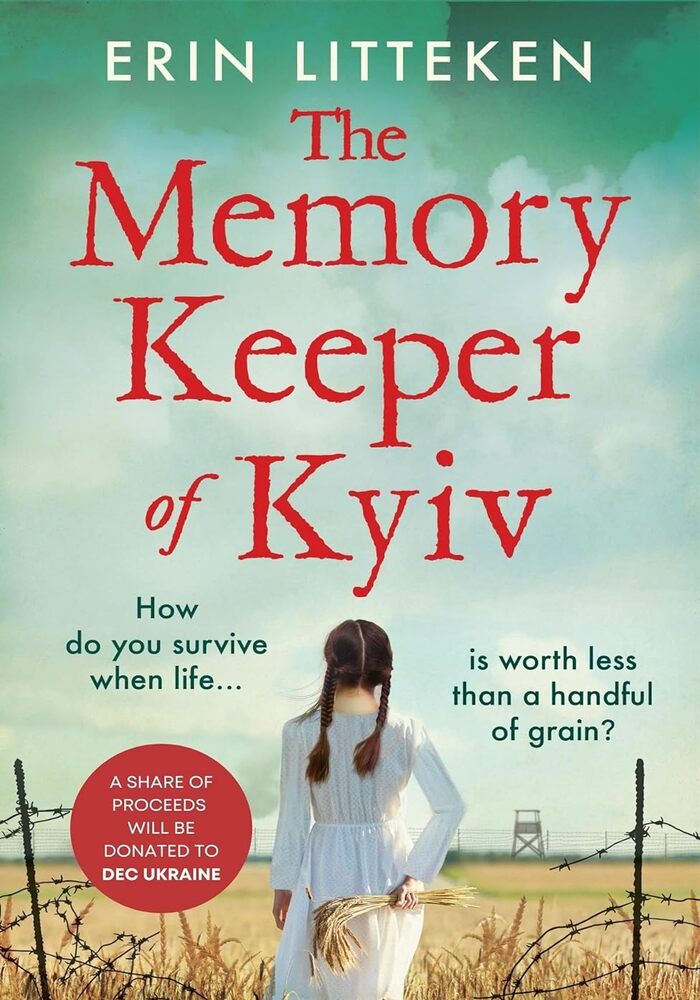 ERIN LITTEKEN
The
Memory
Keeper
of Kyiv
How
do you survive
when life...
is worth less
than a handful
of grain?
A SHARE OF
PROCEEDS
WILL BE
DONATED TO
DEC UKRAINE